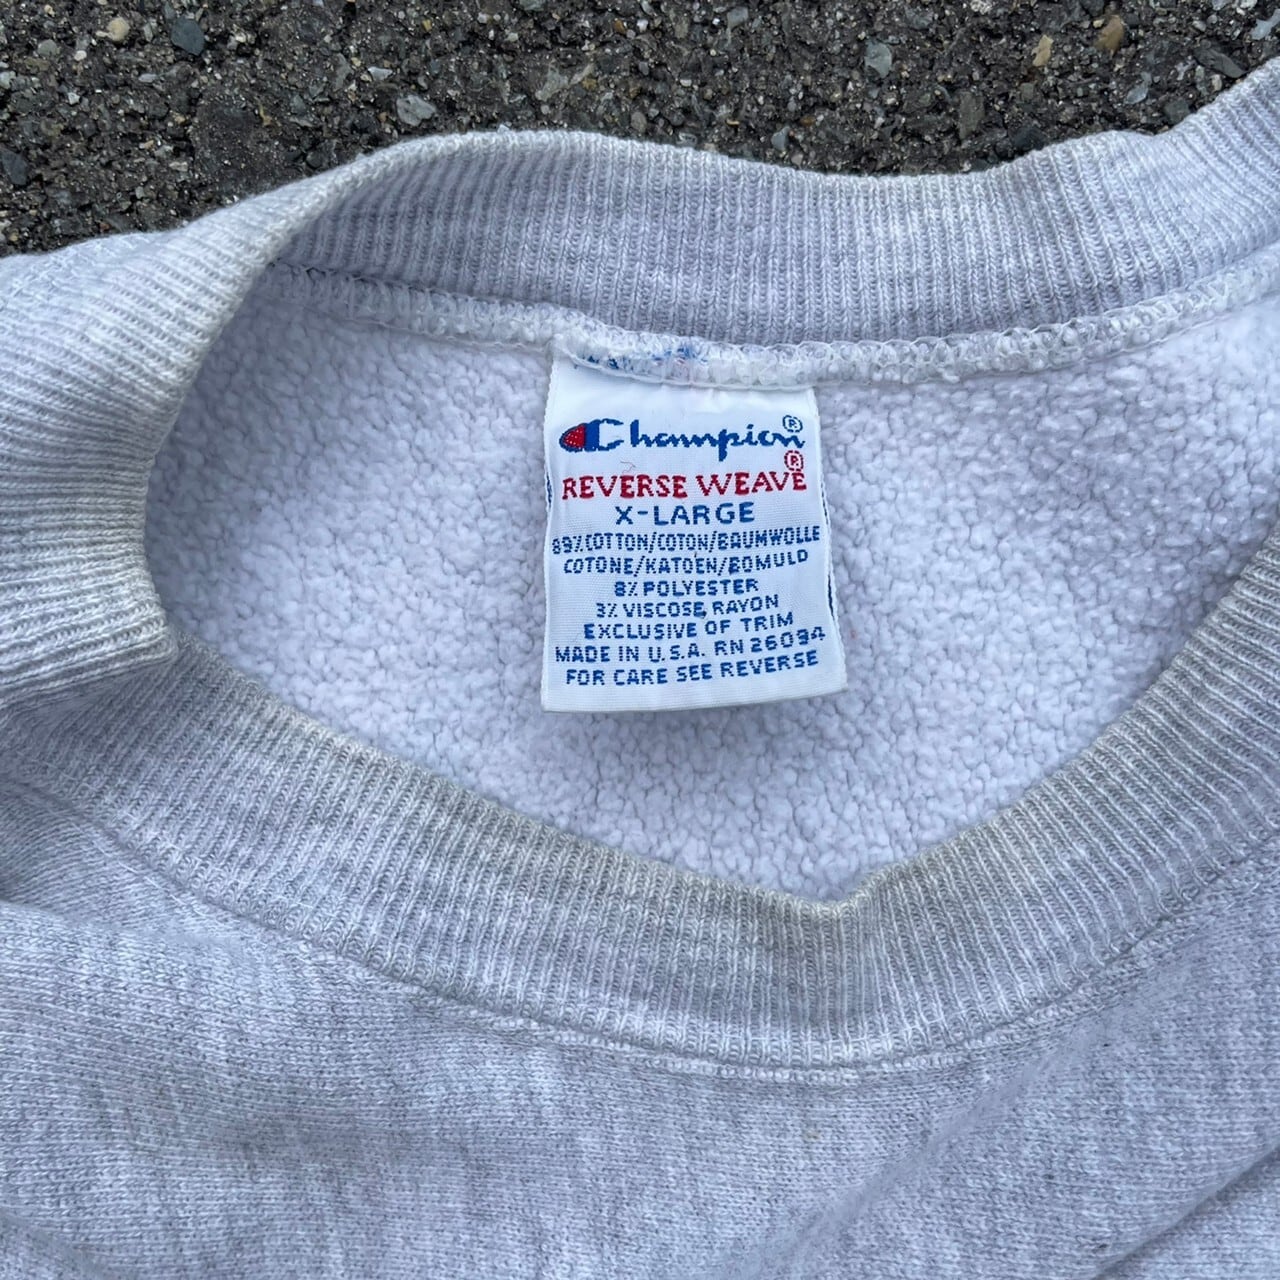 Champion®
REVERSE WEAVE®
X-LARGE
89% COTTON/COTON/BAUMWOLLE
COTONE/KATOEN/BOMULD
8% POLYESTER
3% VISCOSE, RAYON
EXCLUSIVE OF TRIM
MADE IN U.S.A. RN 26094
FOR CARE SEE REVERSE